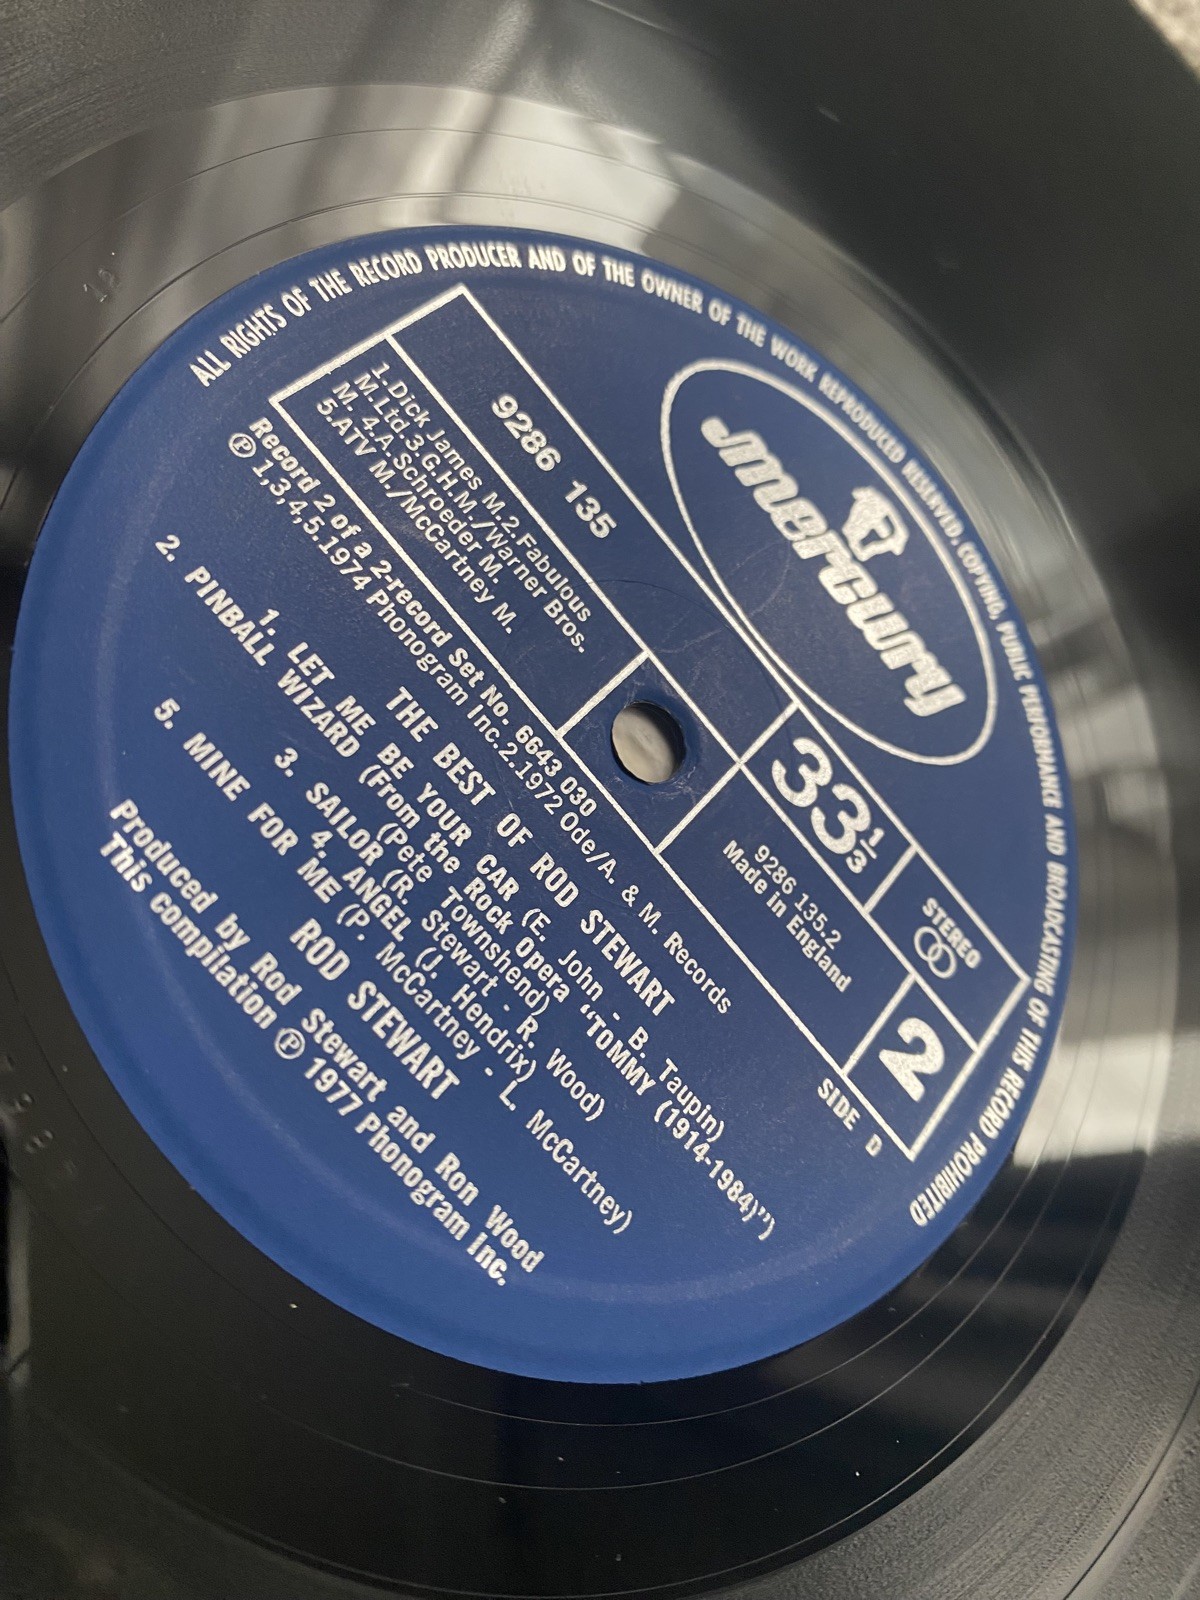 ALL RIGHTS OF THE RECORD PRODUCER AND OF THE OWNER OF THE WORK REPRODUCED RESERVED. COPYING, PUBLIC PERFORMANCE AND BROADCASTING OF THIS RECORD PROHIBITED
mercury
9286 135
33 1/3
STEREO
1.Dick James M.2.Fabulous
M.Ltd.3.G.H.M./Warner Bros.
M. 4.A.Schroeder M.
5.ATV M./McCartney M.
9286 135.2
Made in England
2
SIDE D
Record 2 of a 2-record Set No. 6643 030
℗ 1,3,4,5.1974 Phonogram Inc.2.1972 Ode/A. & M. Records
THE BEST OF ROD STEWART
1. LET ME BE YOUR CAR (E. John - B. Taupin)
2. PINBALL WIZARD (From the Rock Opera “TOMMY (1914-1984)”)
(Pete Townshend)
3. SAILOR (R. Stewart - R. Wood)
4. ANGEL (J. Hendrix)
5. MINE FOR ME (P. McCartney - L. McCartney)
ROD STEWART
Produced by Rod Stewart and Ron Wood
This compilation ℗ 1977 Phonogram Inc.